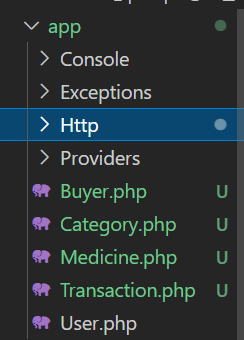 app
Console
Exceptions
Http
Providers
Buyer.php U
Category.php U
Medicine.php U
Transaction.php U
User.php